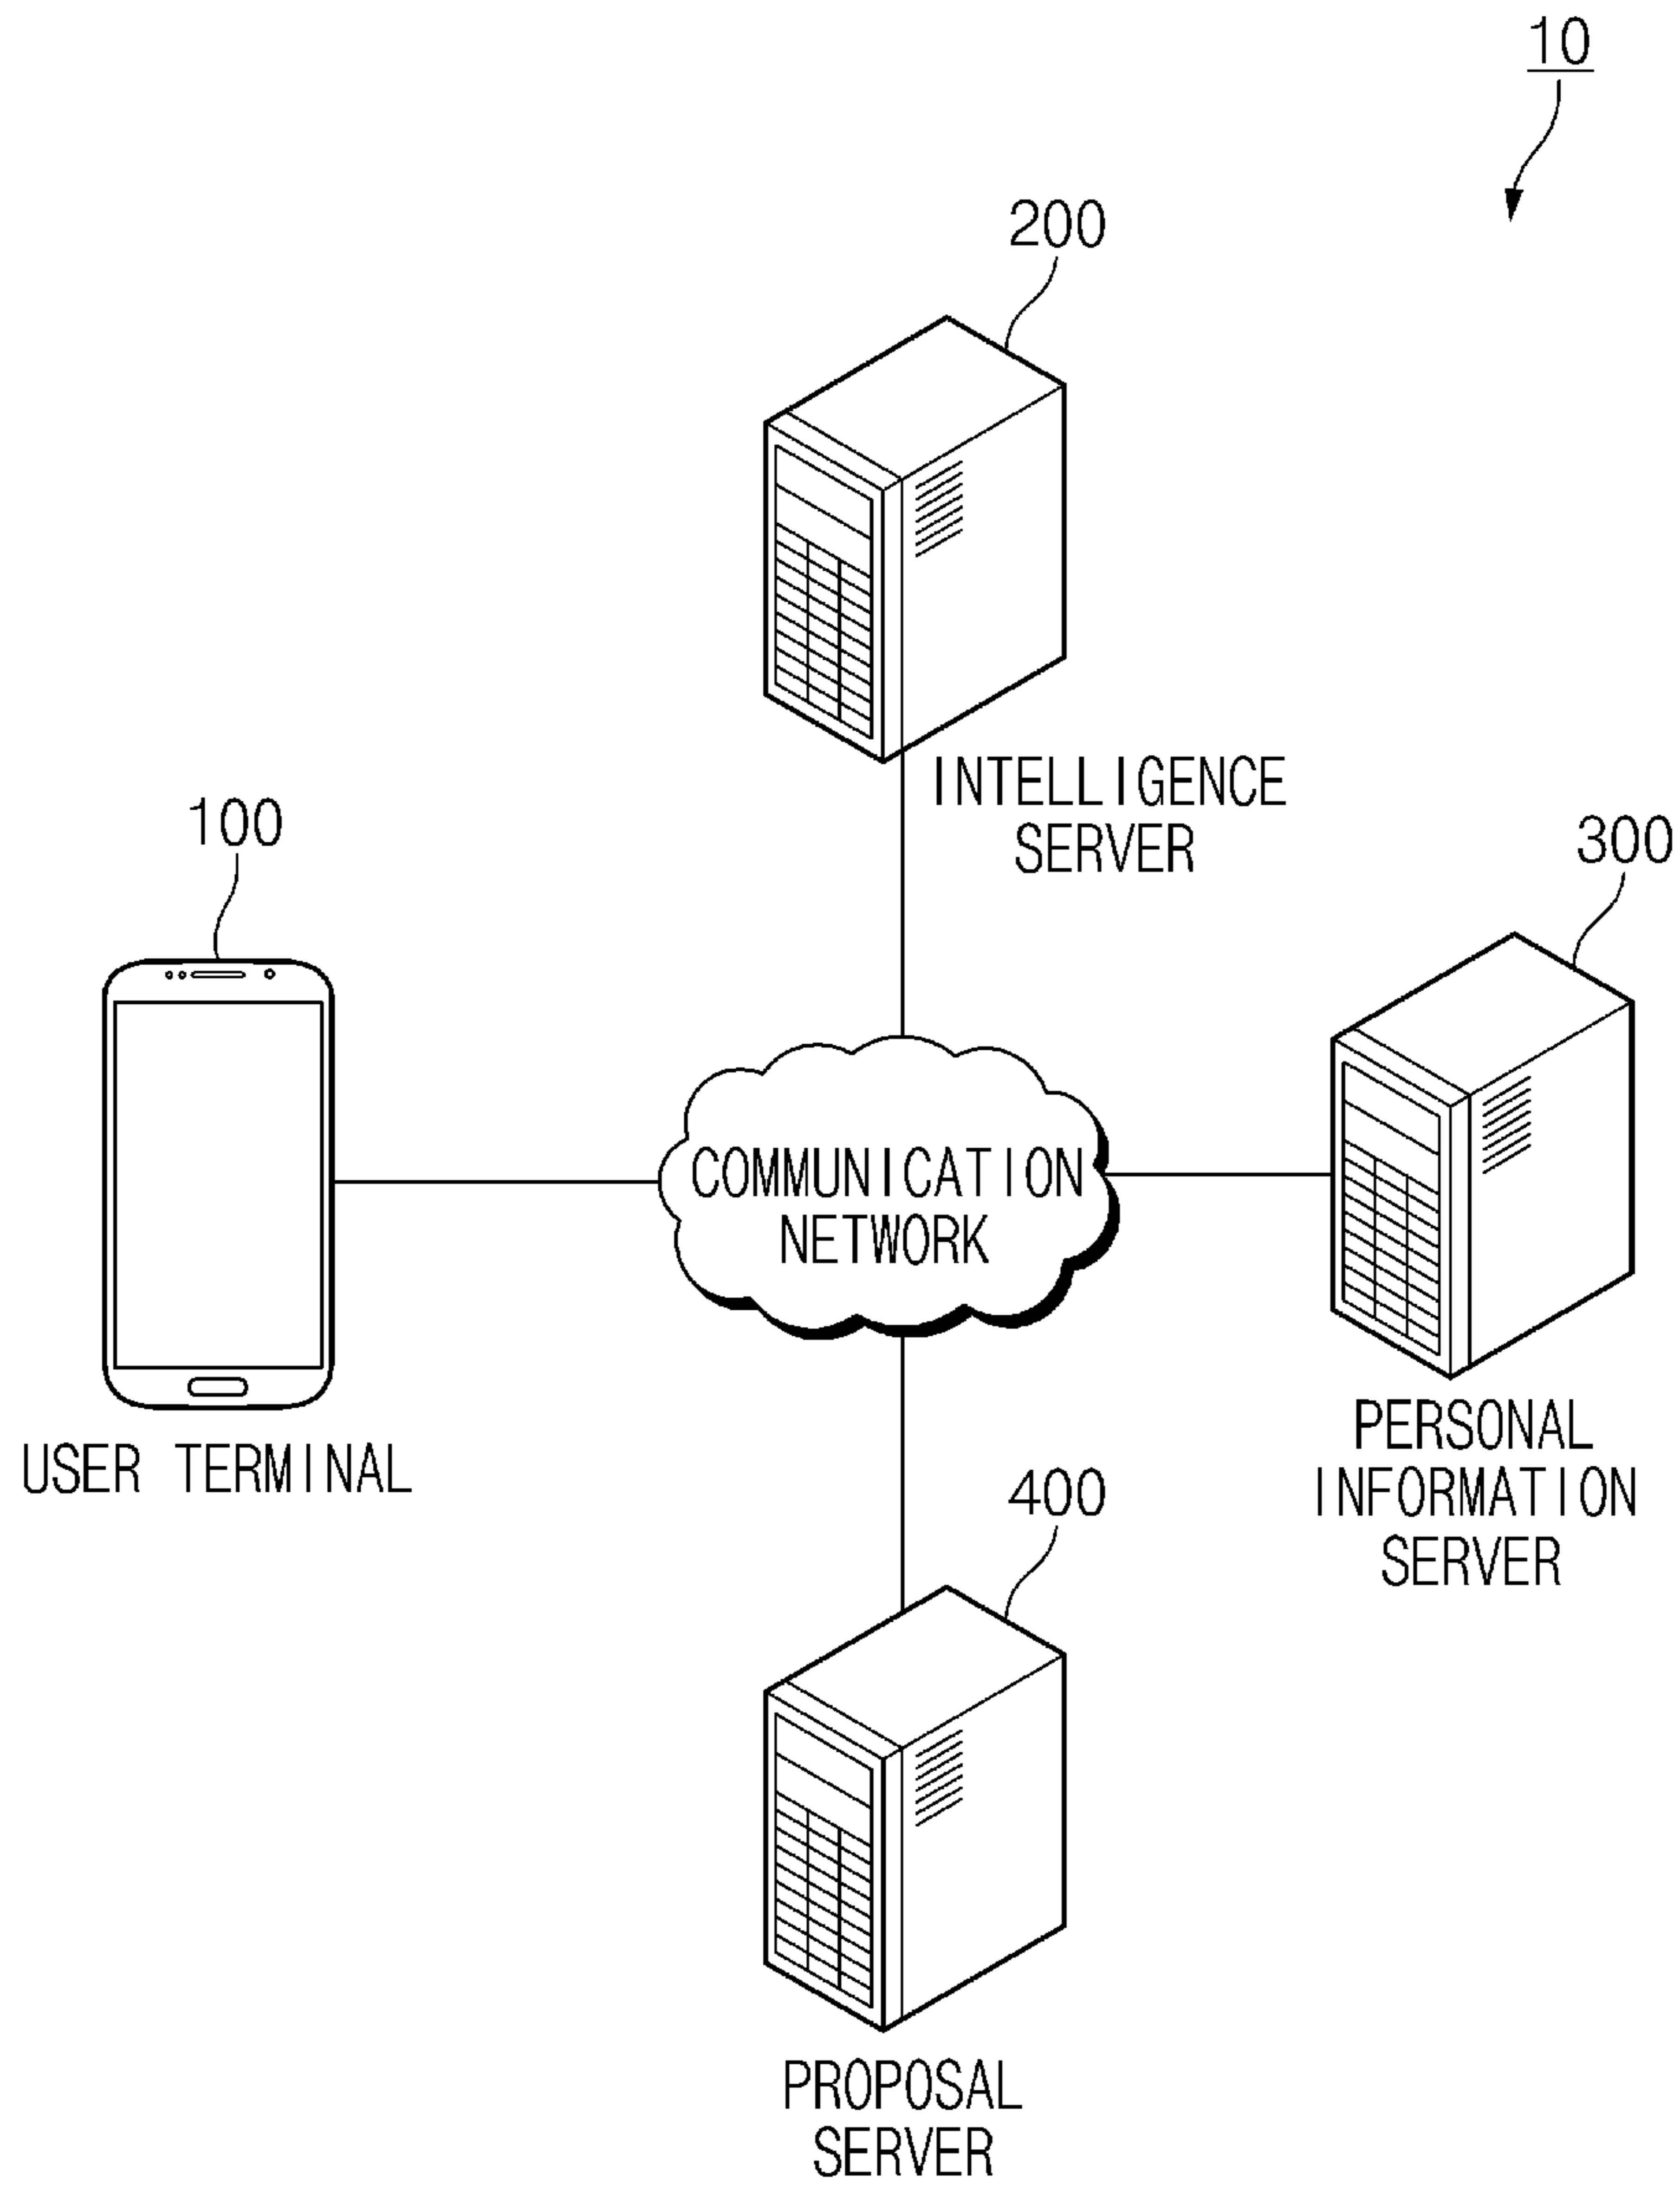 10
200
INTELLIGENCE
SERVER
100
300
COMMUNICATION
NETWORK
USER TERMINAL
PERSONAL
INFORMATION
SERVER
400
PROPOSAL
SERVER